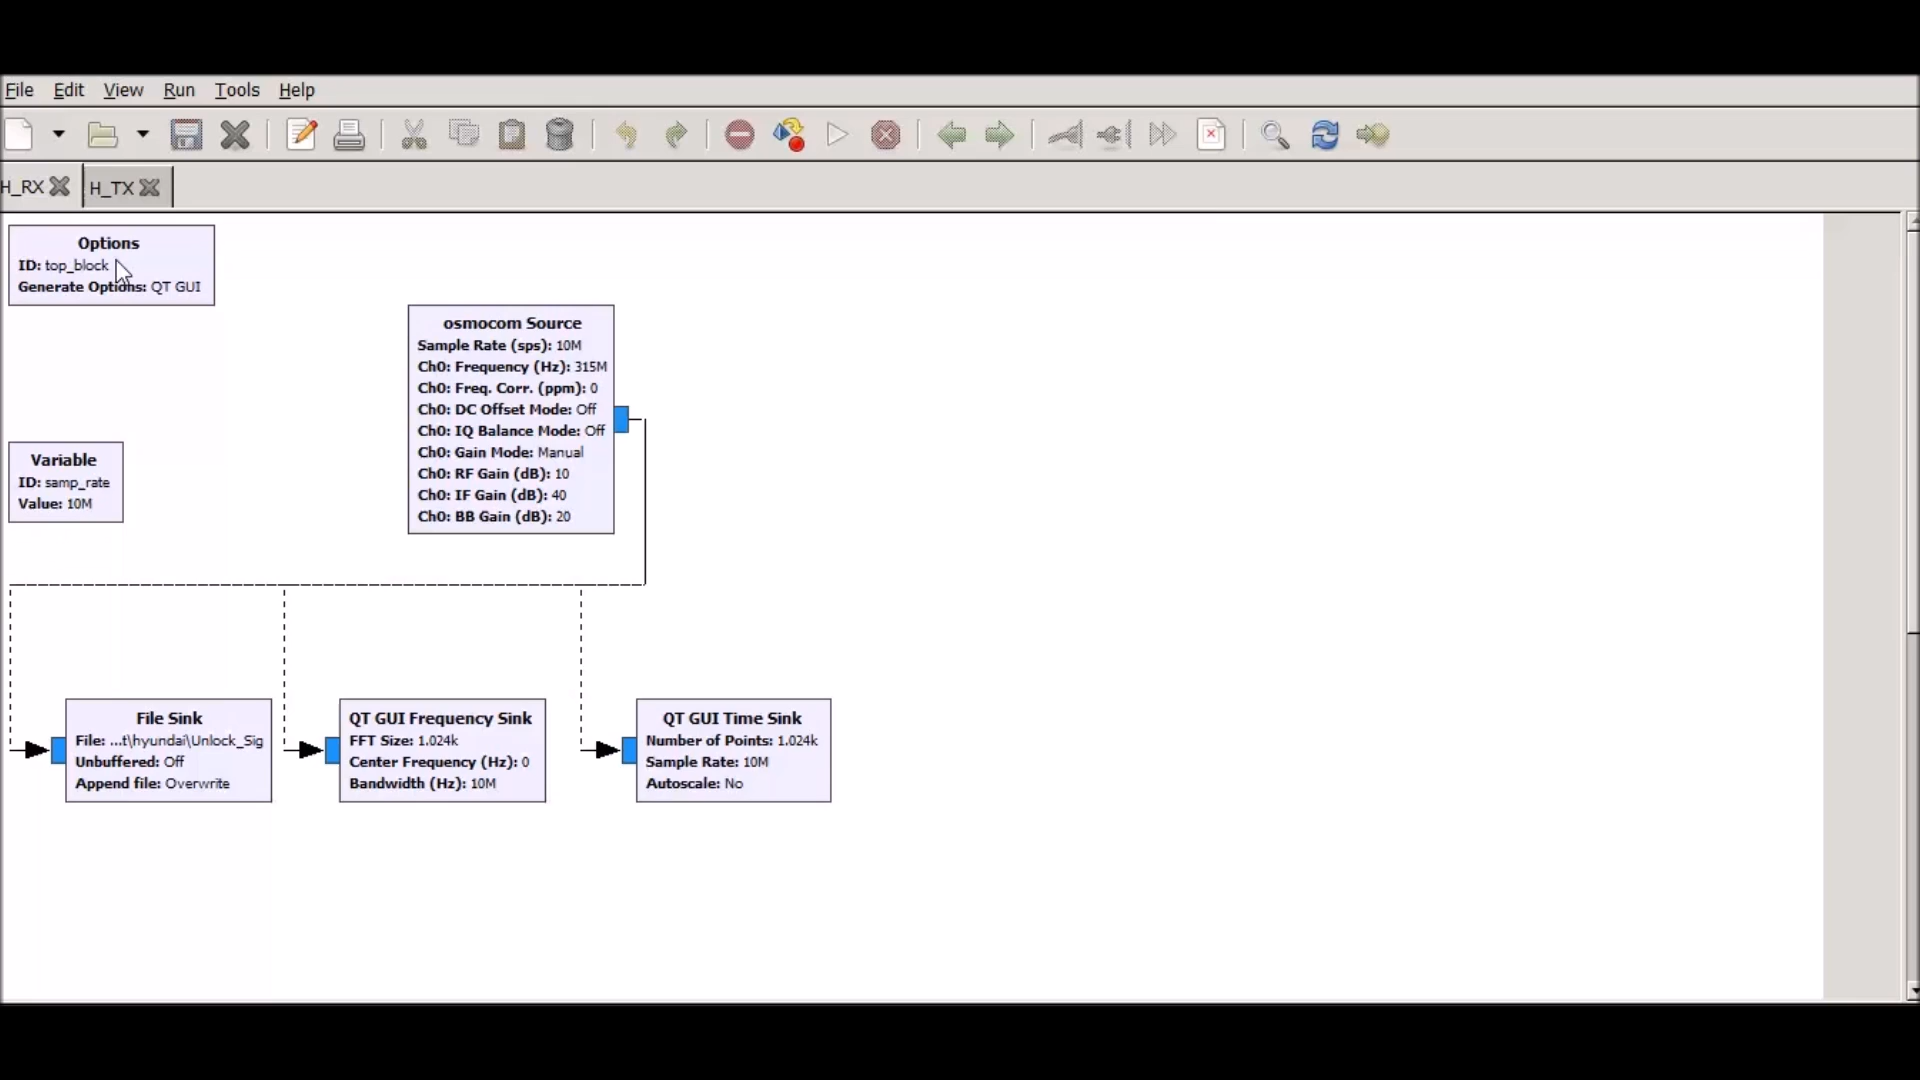 File Edit View Run Tools Help
H_RX H_TX
Options
ID: top_block
Generate Options: QT GUI
osmocom Source
Sample Rate (sps): 10M
Ch0: Frequency (Hz): 315M
Ch0: Freq. Corr. (ppm): 0
Ch0: DC Offset Mode: Off
Ch0: IQ Balance Mode: Off
Ch0: Gain Mode: Manual
Ch0: RF Gain (dB): 10
Ch0: IF Gain (dB): 40
Ch0: BB Gain (dB): 20
Variable
ID: samp_rate
Value: 10M
File Sink
File: ...t\hyundai\Unlock_Sig
Unbuffered: Off
Append file: Overwrite
QT GUI Frequency Sink
FFT Size: 1.024k
Center Frequency (Hz): 0
Bandwidth (Hz): 10M
QT GUI Time Sink
Number of Points: 1.024k
Sample Rate: 10M
Autoscale: No